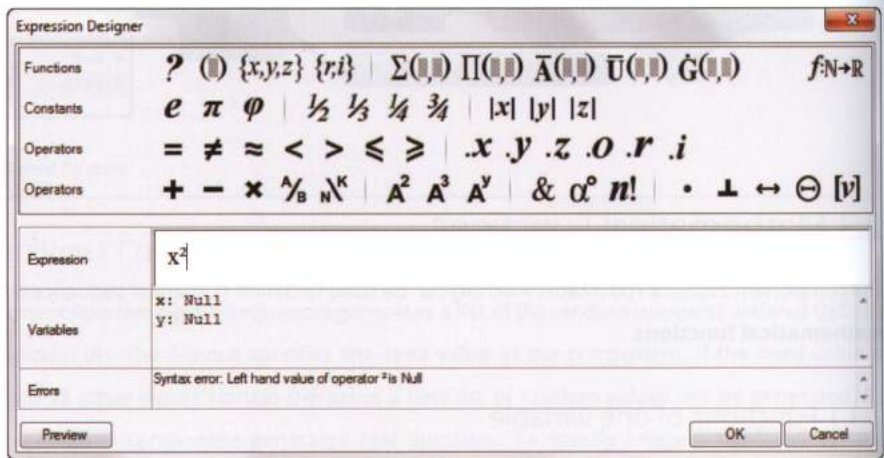 Expression Designer
Functions ? (▯) {x,y,z} {r,i} Σ(▯,▯) Π(▯,▯) A̅(▯,▯) U̅(▯,▯) Ġ(▯,▯) f:N→R
Constants e π φ ½ ⅓ ¼ ¾ |x| |y| |z|
Operators = ≠ ≈ < > ⩽ ⩾ .x .y .z .o .r .i
Operators + − × A/B N\K A² A³ Aʸ & α° n! · ⊥ ↔ Θ [v]
Expression x²
Variables x: Null
y: Null
Errors Syntax error: Left hand value of operator ² is Null
Preview OK Cancel